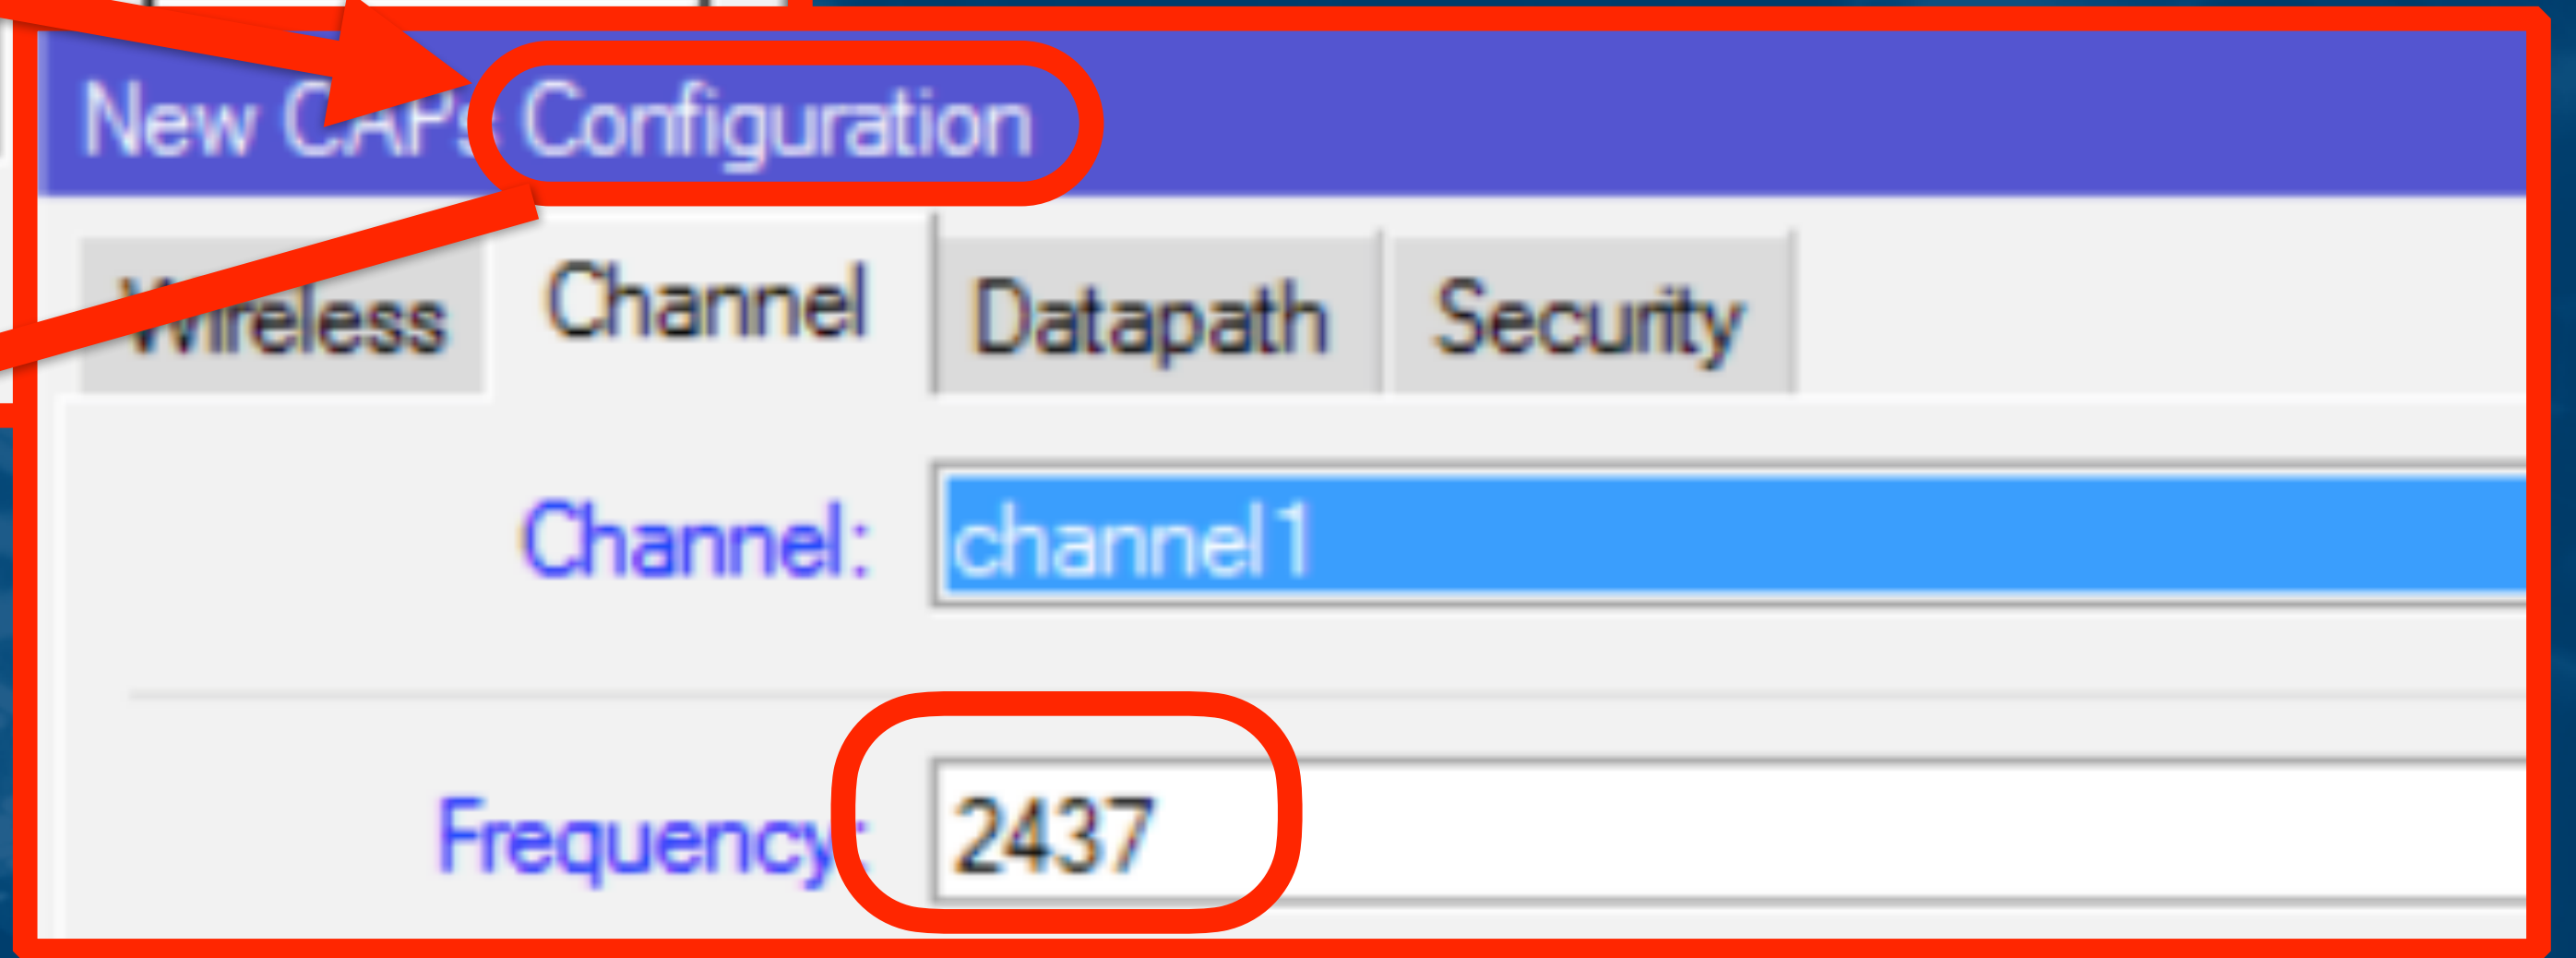 New CAPs Configuration
Wireless Channel Datapath Security
Channel: channel1
Frequency: 2437